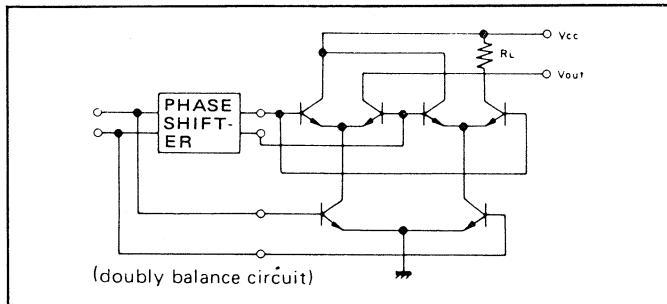 Vcc
RL
Vout
PHASE
SHIFT-
ER
(doubly balance circuit)